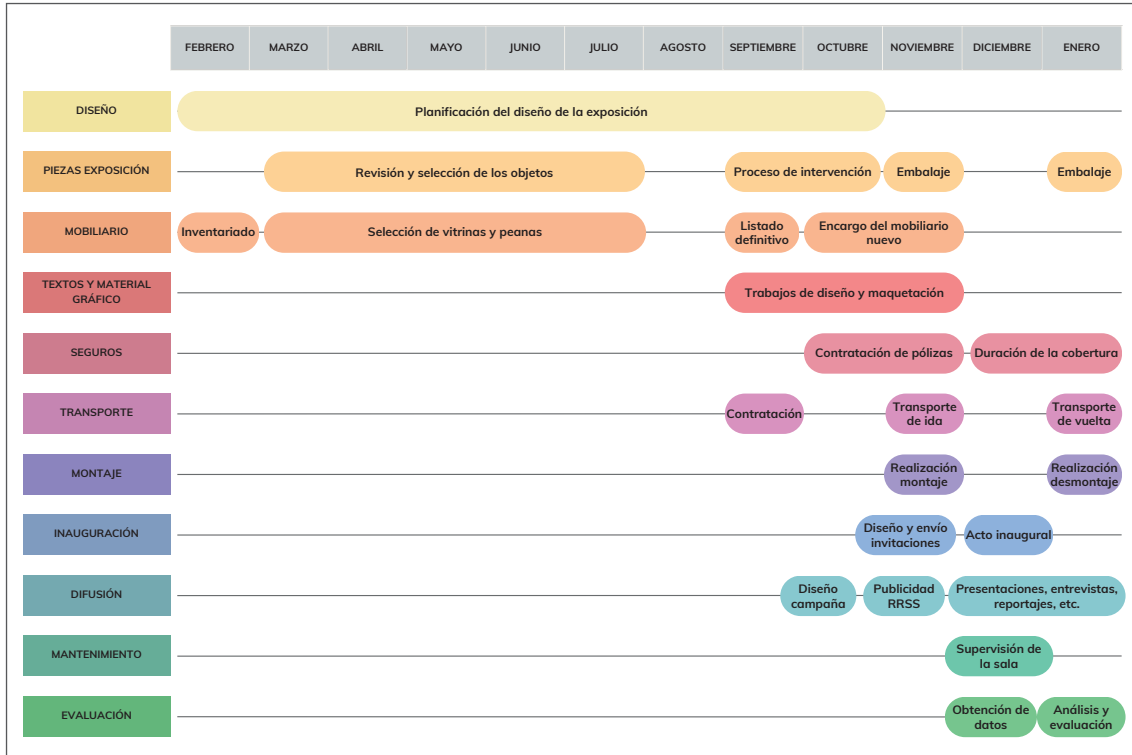 FEBRERO MARZO ABRIL MAYO JUNIO JULIO AGOSTO SEPTIEMBRE OCTUBRE NOVIEMBRE DICIEMBRE ENERO
DISEÑO
Planificación del diseño de la exposición
PIEZAS EXPOSICIÓN
Revisión y selección de los objetos
Proceso de intervención
Embalaje
Embalaje
MOBILIARIO
Inventariado
Selección de vitrinas y peanas
Listado
definitivo
Encargo del mobiliario
nuevo
TEXTOS Y MATERIAL
GRÁFICO
Trabajos de diseño y maquetación
SEGUROS
Contratación de pólizas
Duración de la cobertura
TRANSPORTE
Contratación
Transporte
de ida
Transporte
de vuelta
MONTAJE
Realización
montaje
Realización
desmontaje
INAUGURACIÓN
Diseño y envío
invitaciones
Acto inaugural
DIFUSIÓN
Diseño
campaña
Publicidad
RRSS
Presentaciones, entrevistas,
reportajes, etc.
MANTENIMIENTO
Supervisión de
la sala
EVALUACIÓN
Obtención de
datos
Análisis y
evaluación